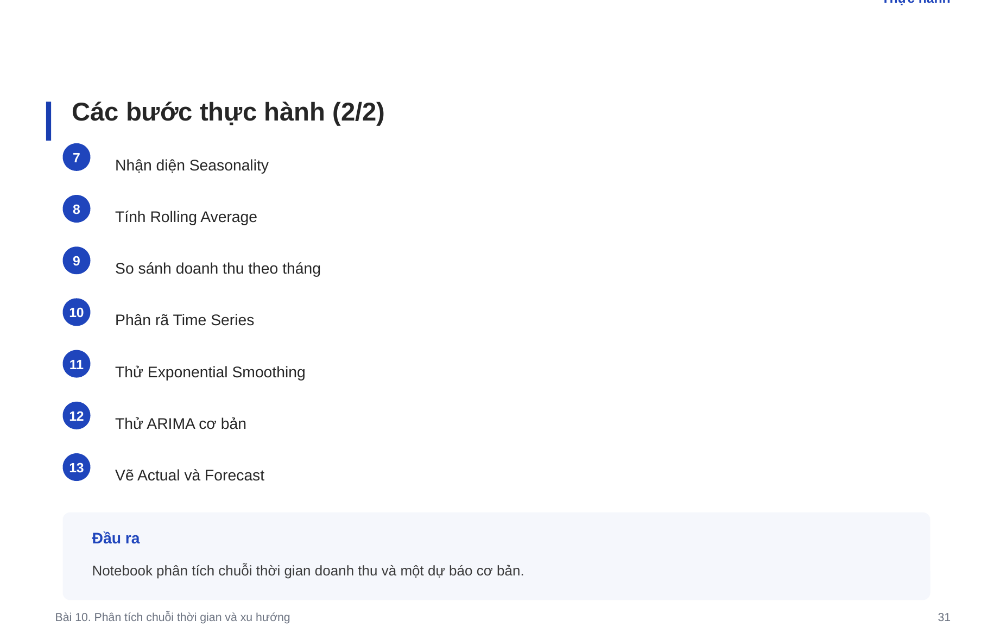 Thực hành
Các bước thực hành (2/2)
7 Nhận diện Seasonality
8 Tính Rolling Average
9 So sánh doanh thu theo tháng
10 Phân rã Time Series
11 Thử Exponential Smoothing
12 Thử ARIMA cơ bản
13 Vẽ Actual và Forecast
Đầu ra
Notebook phân tích chuỗi thời gian doanh thu và một dự báo cơ bản.
Bài 10. Phân tích chuỗi thời gian và xu hướng
31